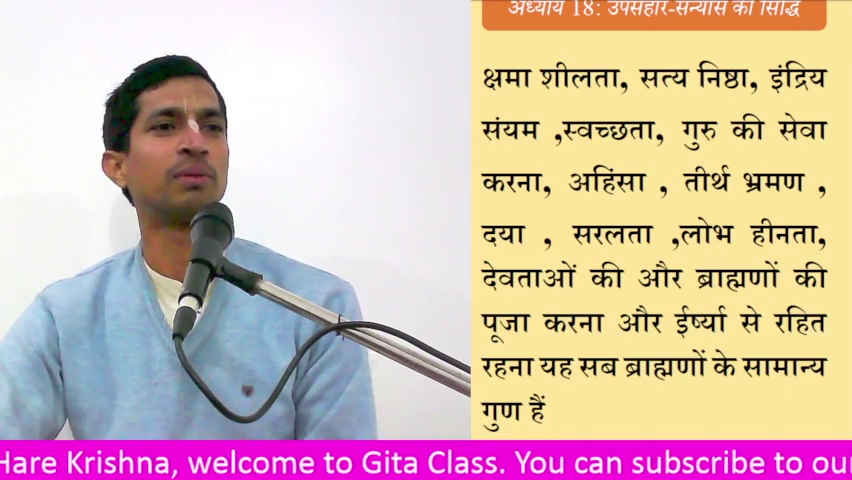 अध्याय 18: उपसंहार-सन्यास की सिद्धि
क्षमा शीलता, सत्य निष्ठा, इंद्रिय
संयम ,स्वच्छता, गुरु की सेवा
करना, अहिंसा , तीर्थ भ्रमण ,
दया , सरलता ,लोभ हीनता,
देवताओं की और ब्राह्मणों की
पूजा करना और ईर्ष्या से रहित
रहना यह सब ब्राह्मणों के सामान्य
गुण हैं
Hare Krishna, welcome to Gita Class. You can subscribe to our